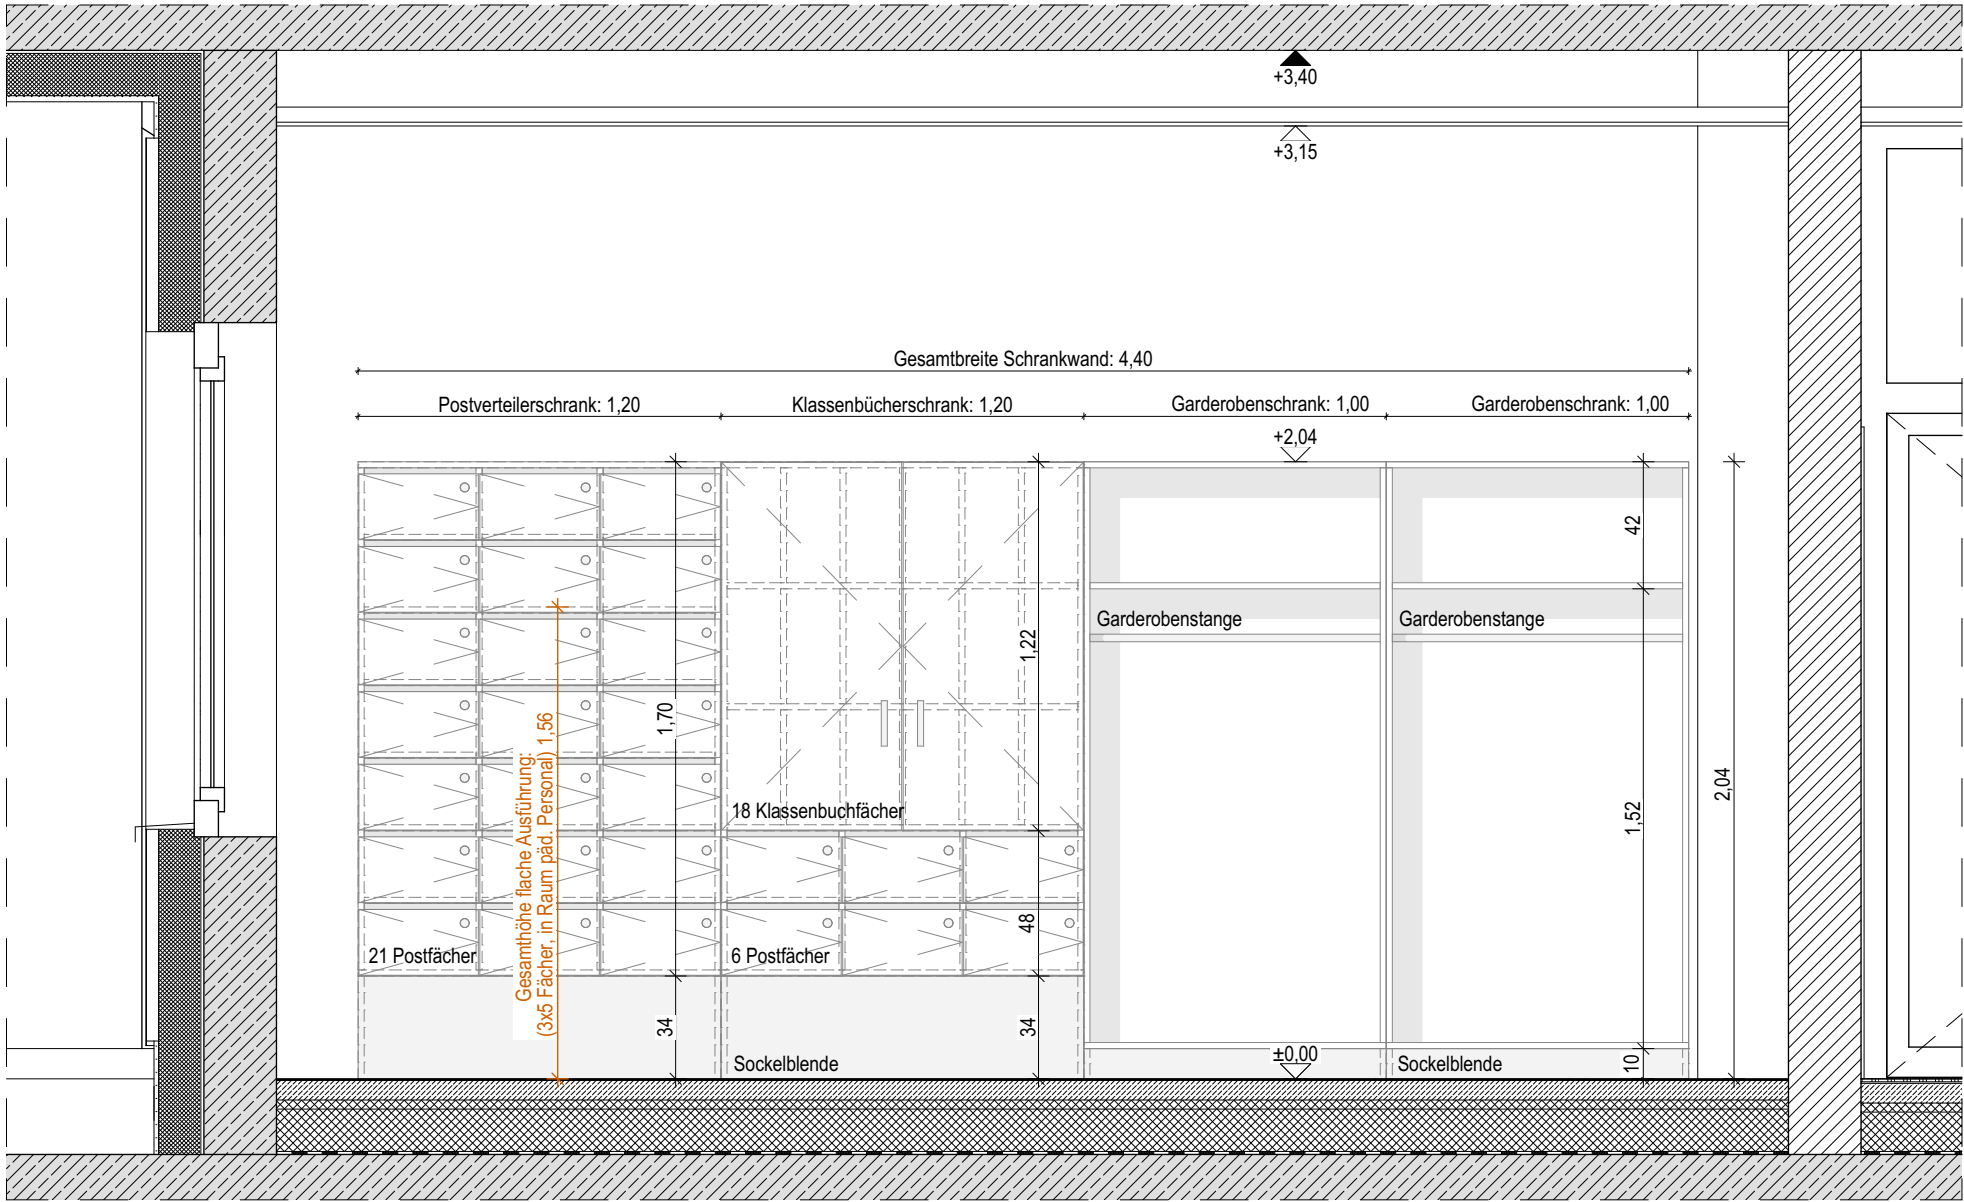 +3,40
+3,15
Gesamtbreite Schrankwand: 4,40
Postverteilerschrank: 1,20
Klassenbücherschrank: 1,20
Garderobenschrank: 1,00
Garderobenschrank: 1,00
+2,04
42
Garderobenstange
Garderobenstange
1,22
1,70
Gesamthöhe flache Ausführung:
(3x5 Fächer, in Raum päd. Personal) 1,56
2,04
18 Klassenbuchfächer
1,52
48
21 Postfächer
6 Postfächer
34
34
Sockelblende
±0,00
Sockelblende
10